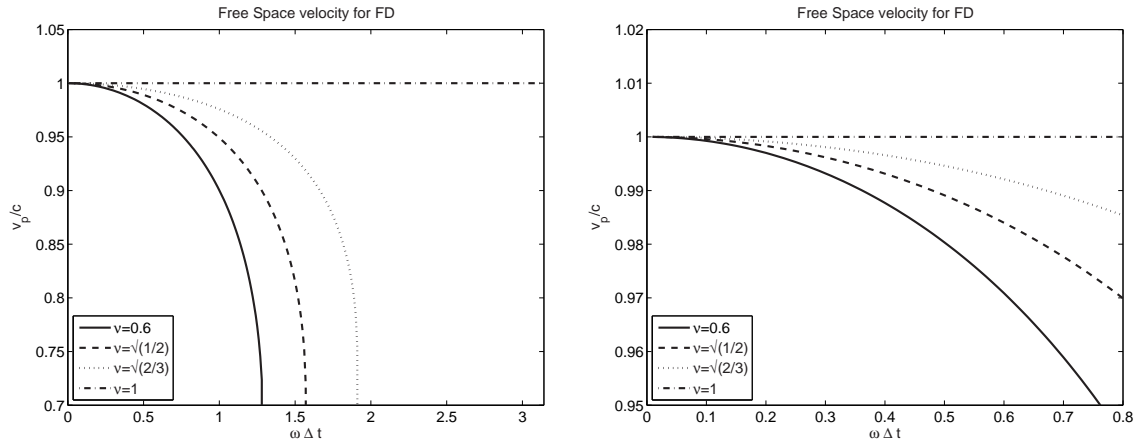 Free Space velocity for FD
1.05
1
0.95
0.9
0.85
0.8
0.75
0.7
v_p/c
ν=0.6
ν=√(1/2)
ν=√(2/3)
ν=1
0 0.5 1 1.5 2 2.5 3
ω Δ t
Free Space velocity for FD
1.02
1.01
1
0.99
0.98
0.97
0.96
0.95
v_p/c
ν=0.6
ν=√(1/2)
ν=√(2/3)
ν=1
0 0.1 0.2 0.3 0.4 0.5 0.6 0.7 0.8
ω Δ t